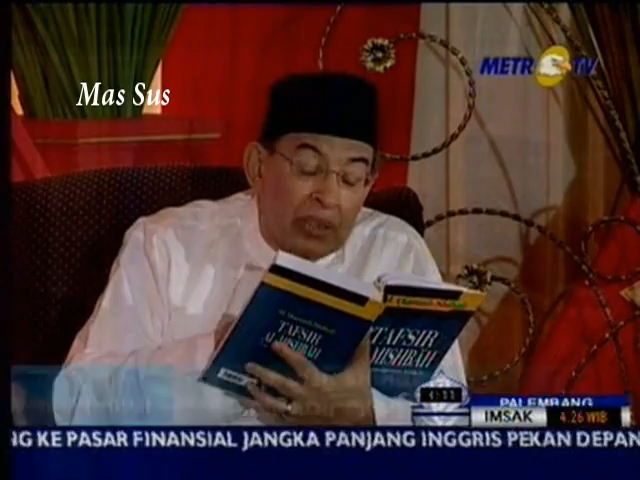 METRO TV
Mas Sus
TAFSIR
AL-MISHBAH
TAFSIR
AL-MISHBAH
PALEMBANG
IMSAK 4.26 WIB
NG KE PASAR FINANSIAL JANGKA PANJANG INGGRIS PEKAN DEPAN